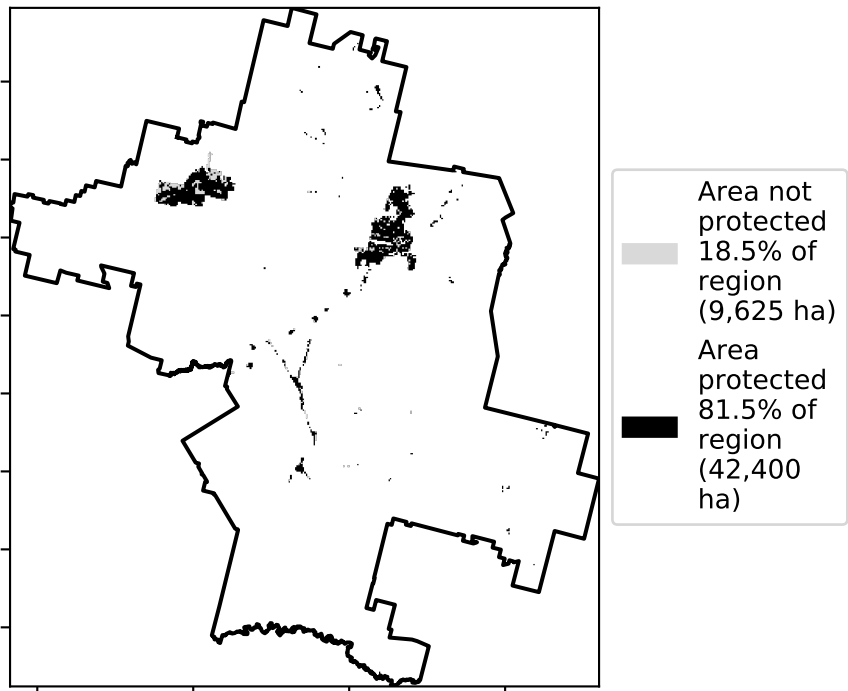 Area not
protected
18.5% of
region
(9,625 ha)
Area
protected
81.5% of
region
(42,400
ha)